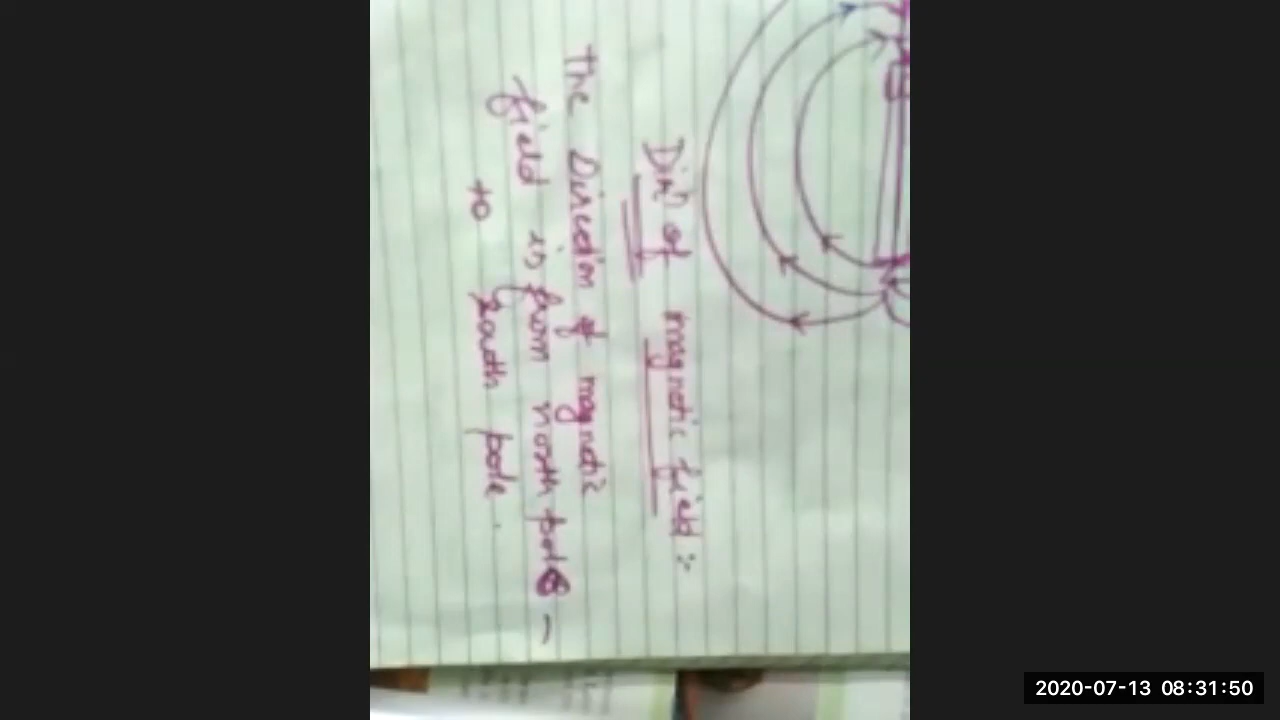 Dirn of magnetic field :-
The Direction of magnetic
field is from north pole –
to South pole.
2020-07-13 08:31:50